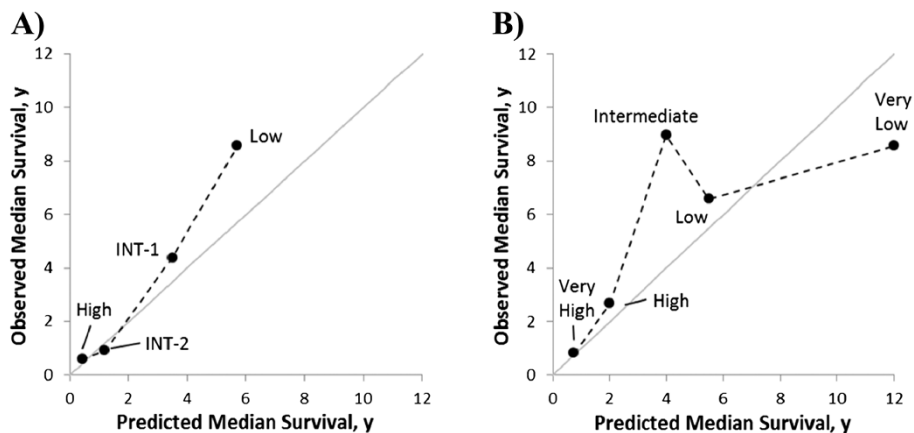 A)
Observed Median Survival, y
12
10
8
6
4
2
0
Low
INT-1
High
INT-2
0 2 4 6 8 10 12
Predicted Median Survival, y
B)
Observed Median Survival, y
12
10
8
6
4
2
0
Intermediate
Very
Low
Low
Very
High
High
0 2 4 6 8 10 12
Predicted Median Survival, y